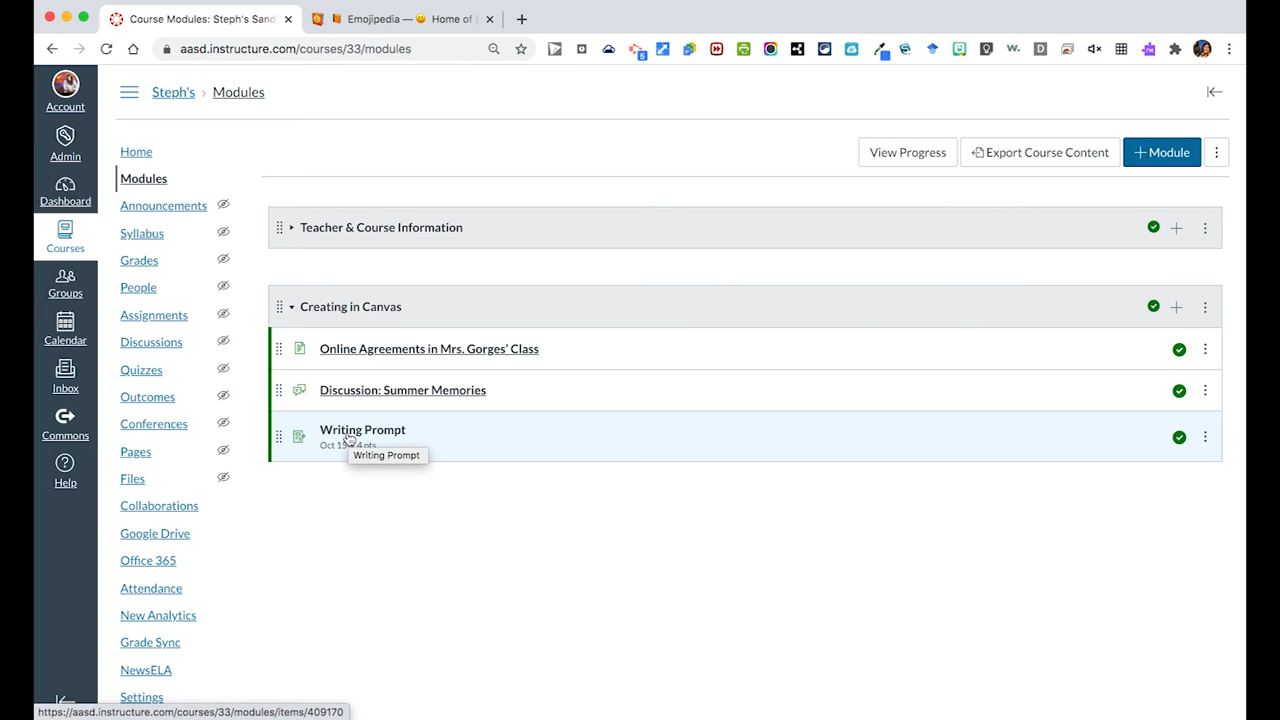 Course Modules: Steph's Sand
Emojipedia — 😀 Home of
aasd.instructure.com/courses/33/modules
5
w.
D
Account
Admin
Dashboard
Courses
Groups
Calendar
Inbox
Commons
Help
Steph's › Modules
View Progress
Export Course Content
+ Module
Home
Modules
Announcements
Syllabus
Grades
People
Assignments
Discussions
Quizzes
Outcomes
Conferences
Pages
Files
Collaborations
Google Drive
Office 365
Attendance
New Analytics
Grade Sync
NewsELA
Settings
Teacher & Course Information
Creating in Canvas
Online Agreements in Mrs. Gorges' Class
Discussion: Summer Memories
Writing Prompt
Oct 15 4 pts
Writing Prompt
https://aasd.instructure.com/courses/33/modules/items/409170